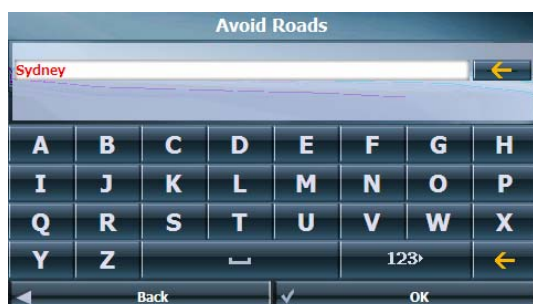 Avoid Roads
Sydney
A B C D E F G H
I J K L M N O P
Q R S T U V W X
Y Z 123
Back OK